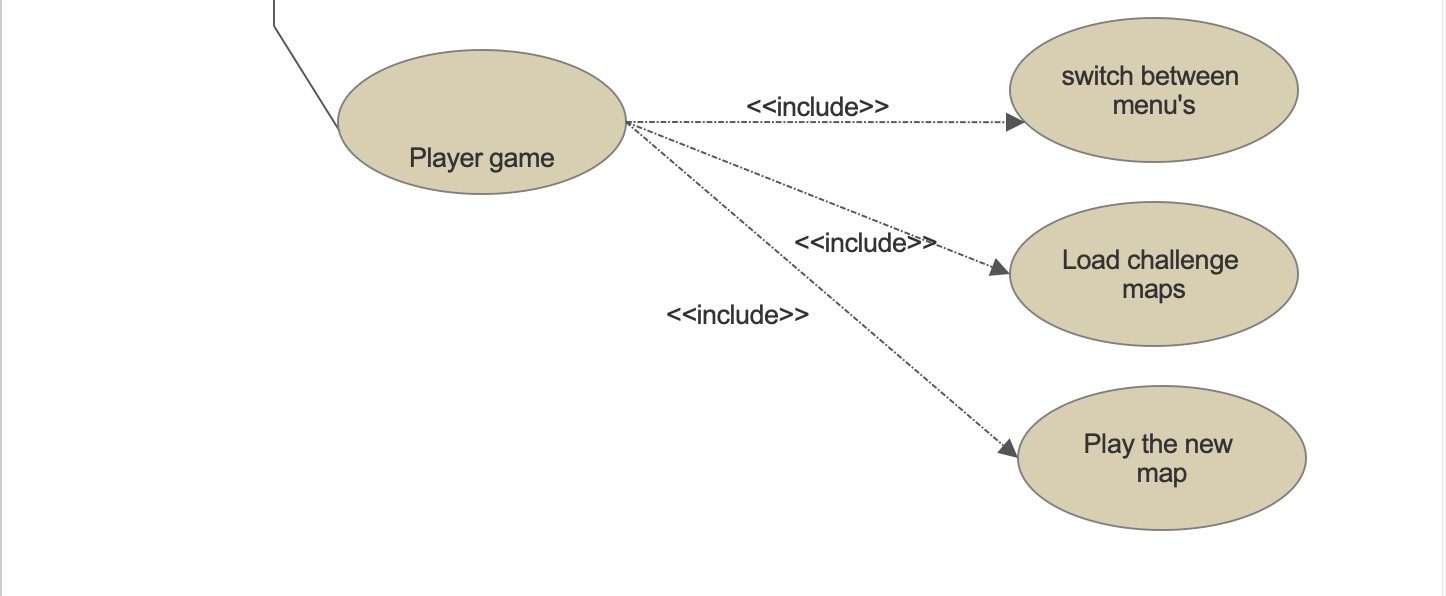 switch between
menu's
<<include>>
Player game
<<include>>
Load challenge
maps
<<include>>
Play the new
map